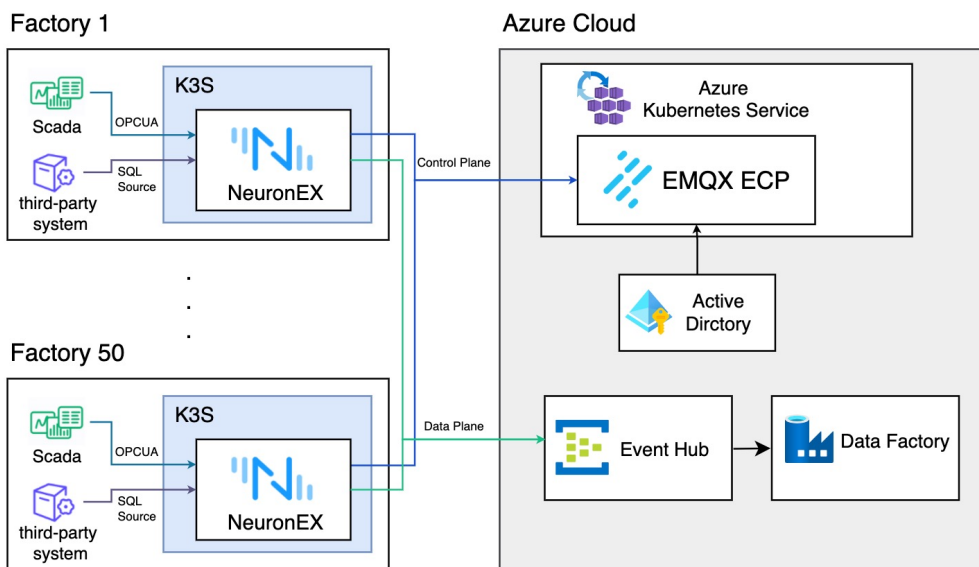 Factory 1
K3S
Scada
OPCUA
SQL
Source
third-party
system
NeuronEX
.
.
.
Factory 50
K3S
Scada
OPCUA
SQL
Source
third-party
system
NeuronEX
Control Plane
Data Plane
Azure Cloud
Azure
Kubernetes Service
EMQX ECP
Active
Dirctory
Event Hub
Data Factory